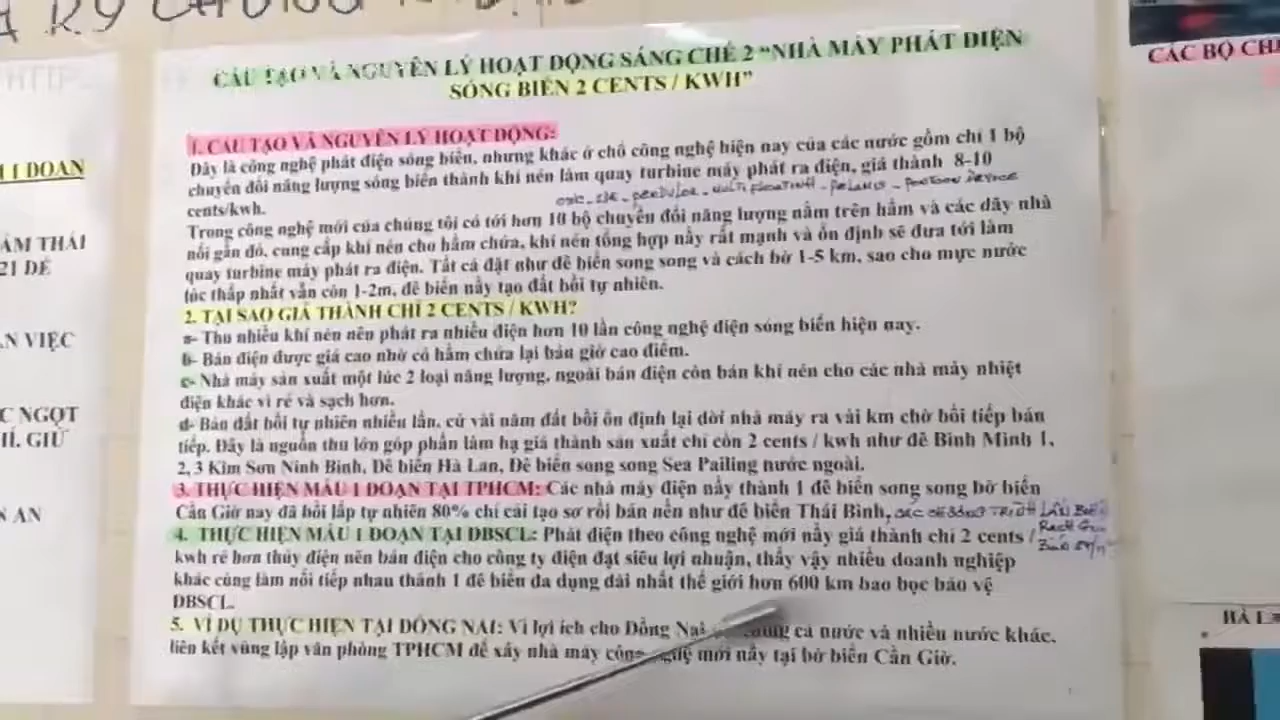 CẤU TẠO VÀ NGUYÊN LÝ HOẠT ĐỘNG SÁNG CHẾ 2 “NHÀ MÁY PHÁT ĐIỆN
SÓNG BIỂN 2 CENTS / KWH”
1. CẤU TẠO VÀ NGUYÊN LÝ HOẠT ĐỘNG:
Đây là công nghệ phát điện sóng biển, nhưng khác ở chổ công nghệ hiện nay của các nước gồm chỉ 1 bộ
chuyển đổi năng lượng sóng biển thành khí nén làm quay turbine máy phát ra điện, giá thành 8-10
cents/kwh.
Trong công nghệ mới của chúng tôi có tới hơn 10 bộ chuyển đổi năng lượng nằm trên hầm và các dãy nhà
nổi gần đó, cung cấp khí nén cho hầm chứa, khí nén tổng hợp nầy rất mạnh và ổn định sẽ đưa tới làm
quay turbine máy phát ra điện. Tất cả đặt như đê biển song song và cách bờ 1-5 km, sao cho mực nước
lúc thấp nhất vẫn còn 1-2m, đê biển nầy tạo đất bồi tự nhiên.
2. TẠI SAO GIÁ THÀNH CHỈ 2 CENTS / KWH?
a- Thu nhiều khí nén nên phát ra nhiều điện hơn 10 lần công nghệ điện sóng biển hiện nay.
b- Bán điện được giá cao nhờ có hầm chứa lại bán giờ cao điểm.
c- Nhà máy sản xuất một lúc 2 loại năng lượng, ngoài bán điện còn bán khí nén cho các nhà máy nhiệt
điện khác vì rẻ và sạch hơn.
d- Bán đất bồi tự nhiên nhiều lần, cứ vài năm đất bồi ổn định lại dời nhà máy ra vài km chờ bồi tiếp bán
tiếp. Đây là nguồn thu lớn góp phần làm hạ giá thành sản xuất chỉ còn 2 cents / kwh như đê Bình Minh 1,
2, 3 Kim Sơn Ninh Bình, Đê biển Hà Lan, Đê biển song song Sea Pailing nước ngoài.
3. THỰC HIỆN MẪU 1 ĐOẠN TẠI TPHCM: Các nhà máy điện nầy thành 1 đê biển song song bờ biển
Cần Giờ nay đã bồi lấp tự nhiên 80% chỉ cải tạo sơ rồi bán nền như đê biển Thái Bình,
4. THỰC HIỆN MẪU 1 ĐOẠN TẠI ĐBSCL: Phát điện theo công nghệ mới nầy giá thành chỉ 2 cents /
kwh rẻ hơn thủy điện nên bán điện cho công ty điện đạt siêu lợi nhuận, thấy vậy nhiều doanh nghiệp
khác cùng làm nối tiếp nhau thành 1 đê biển đa dụng dài nhất thế giới hơn 600 km bao bọc bảo vệ
ĐBSCL.
5. VÍ DỤ THỰC HIỆN TẠI ĐỒNG NAI: Vì lợi ích cho Đồng Nai cả nước và nhiều nước khác,
liên kết vùng lập văn phòng TPHCM để xây nhà máy công nghệ mới nầy tại bờ biển Cần Giờ.
1 ĐOẠN
ÁM THÁI
21 ĐỂ
N VIỆC
C NGỌT
HÌ. GIỮ
N AN
CÁC BỘ CH